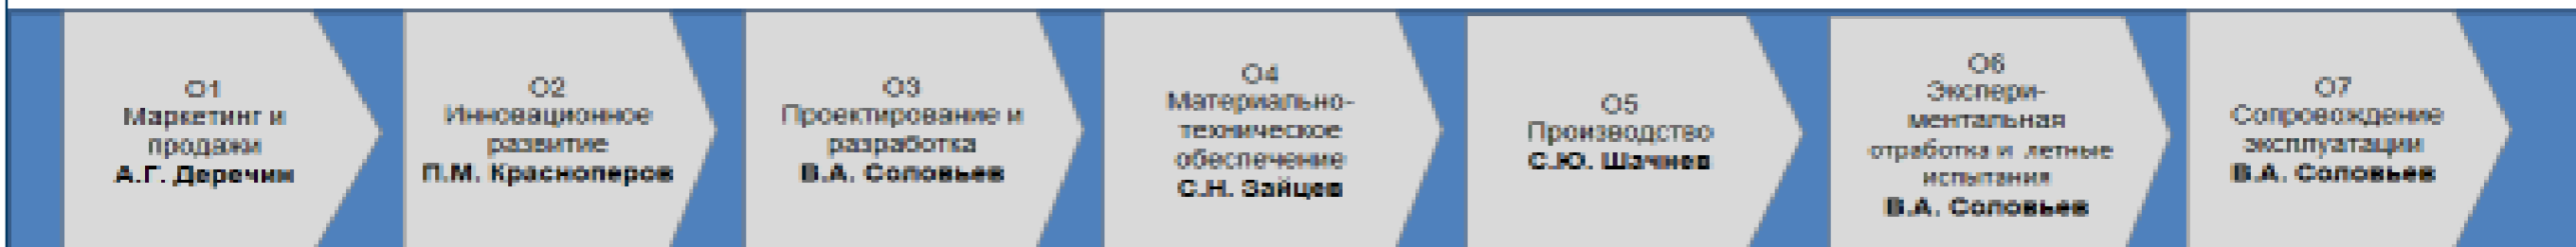 О1
Маркетинг и
продажи
А.Г. Деречин
О2
Инновационное
развитие
П.М. Красноперов
О3
Проектирование и
разработка
В.А. Соловьев
О4
Материально-
техническое
обеспечение
С.Н. Зайцев
О5
Производство
С.Ю. Шачнев
О6
Экспери-
ментальная
отработка и летные
испытания
В.А. Соловьев
О7
Сопровождение
эксплуатации
В.А. Соловьев